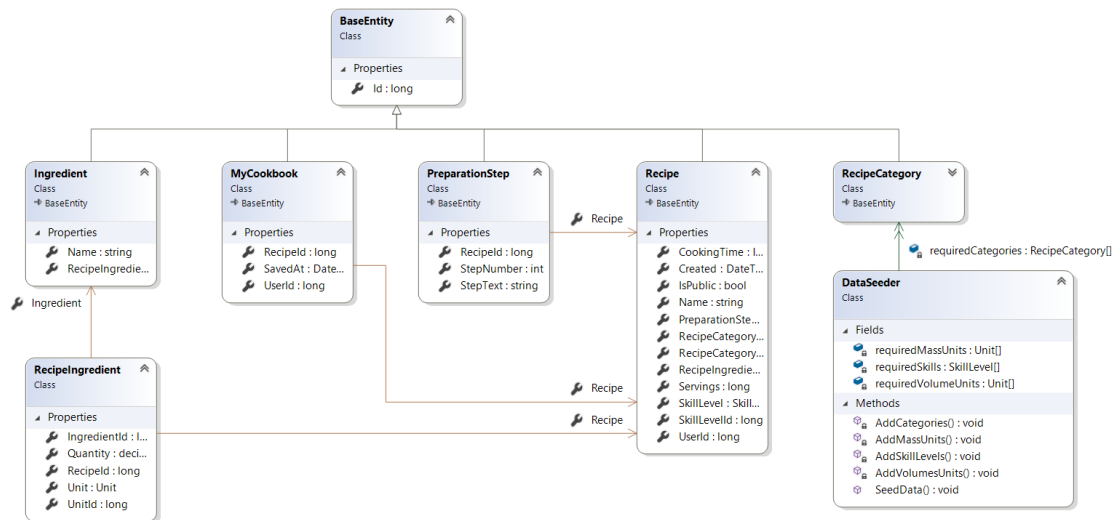 BaseEntity
Class
Properties
Id : long
Ingredient
Class
BaseEntity
Properties
Name : string
RecipeIngredie...
MyCookbook
Class
BaseEntity
Properties
RecipeId : long
SavedAt : Date...
UserId : long
PreparationStep
Class
BaseEntity
Properties
RecipeId : long
StepNumber : int
StepText : string
Recipe
Recipe
Class
BaseEntity
Properties
CookingTime : l...
Created : DateT...
IsPublic : bool
Name : string
PreparationSte...
RecipeCategory...
RecipeCategory...
RecipeIngredie...
Servings : long
SkillLevel : Skill...
SkillLevelId : long
UserId : long
RecipeCategory
Class
BaseEntity
requiredCategories : RecipeCategory[]
Ingredient
RecipeIngredient
Class
Properties
IngredientId : l...
Quantity : deci...
RecipeId : long
Unit : Unit
UnitId : long
Recipe
Recipe
DataSeeder
Class
Fields
requiredMassUnits : Unit[]
requiredSkills : SkillLevel[]
requiredVolumeUnits : Unit[]
Methods
AddCategories() : void
AddMassUnits() : void
AddSkillLevels() : void
AddVolumesUnits() : void
SeedData() : void